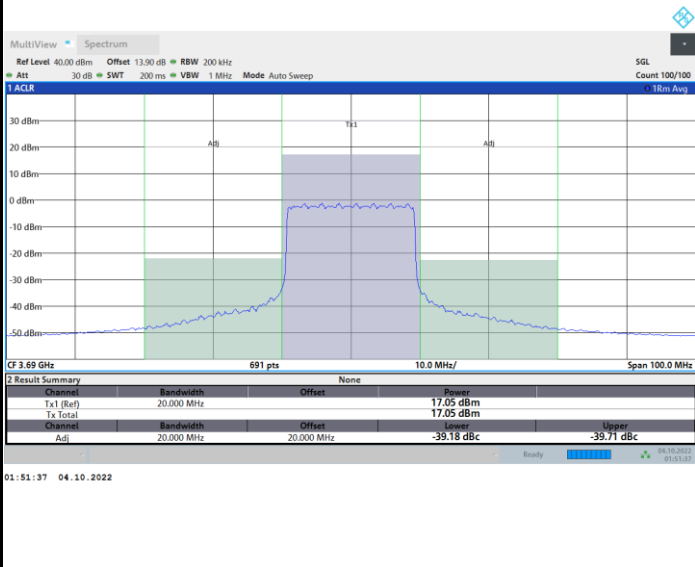 MultiView Spectrum
Ref Level 40.00 dBm Offset 13.90 dB RBW 200 kHz SGL
Att 30 dB SWT 200 ms VBW 1 MHz Mode Auto Sweep Count 100/100
1 ACLR 1Rm Avg
30 dBm
Tx1
20 dBm
Adj Adj
10 dBm
0 dBm
-10 dBm
-20 dBm
-30 dBm
-40 dBm
-50 dBm
CF 3.69 GHz 691 pts 10.0 MHz/ Span 100.0 MHz
2 Result Summary None
Channel Bandwidth Offset Power
Tx1 (Ref) 20.000 MHz 17.05 dBm
Tx Total 17.05 dBm
Channel Bandwidth Offset Lower Upper
Adj 20.000 MHz 20.000 MHz -39.18 dBc -39.71 dBc
Ready 04.10.2022
01:51:37
01:51:37 04.10.2022